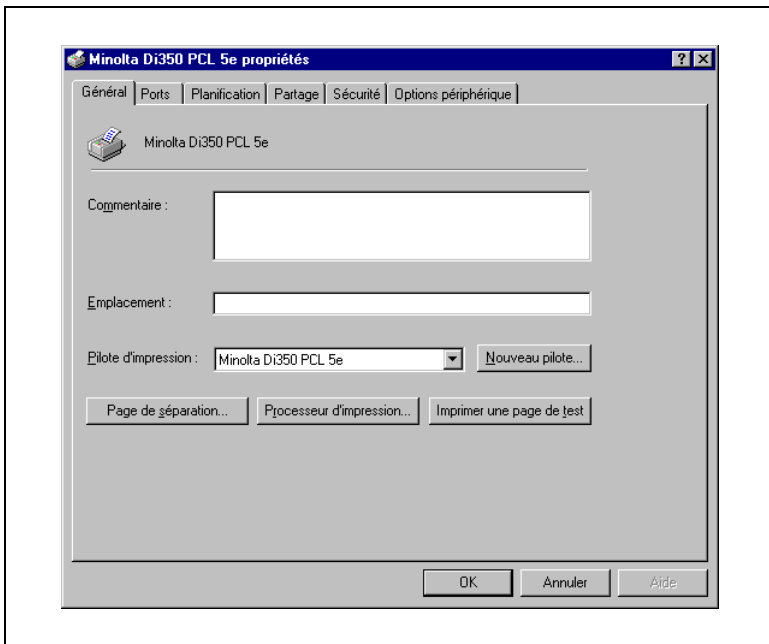 Minolta Di350 PCL 5e propriétés
Général Ports Planification Partage Sécurité Options périphérique
Minolta Di350 PCL 5e
Commentaire :
Emplacement :
Pilote d'impression : Minolta Di350 PCL 5e Nouveau pilote...
Page de séparation... Processeur d'impression... Imprimer une page de test
OK Annuler Aide